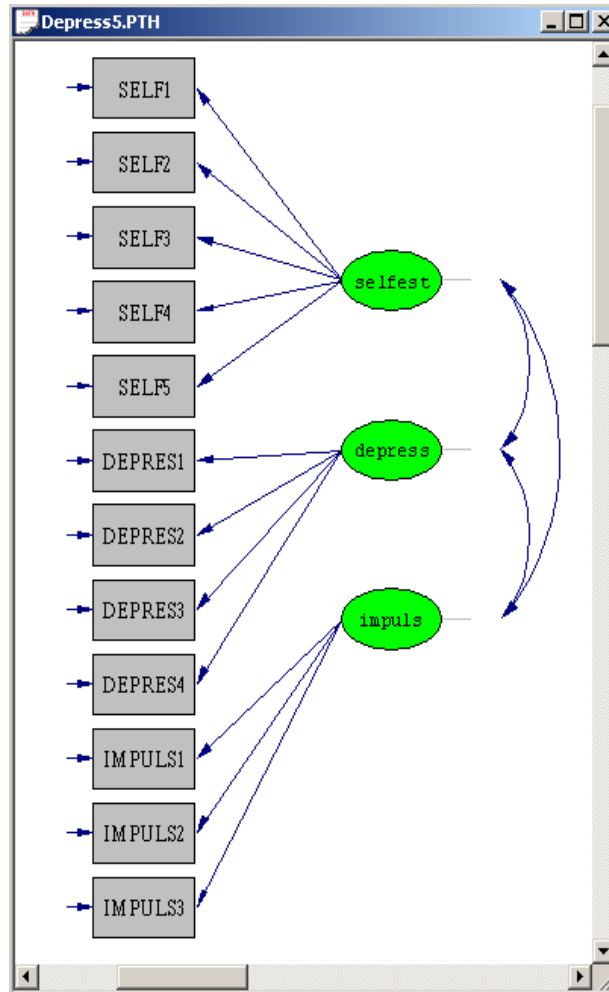 Depress5.PTH
SELF1
SELF2
SELF3
selfest
SELF4
SELF5
DEPRES1
depress
DEPRES2
DEPRES3
impuls
DEPRES4
IMPULS1
IMPULS2
IMPULS3